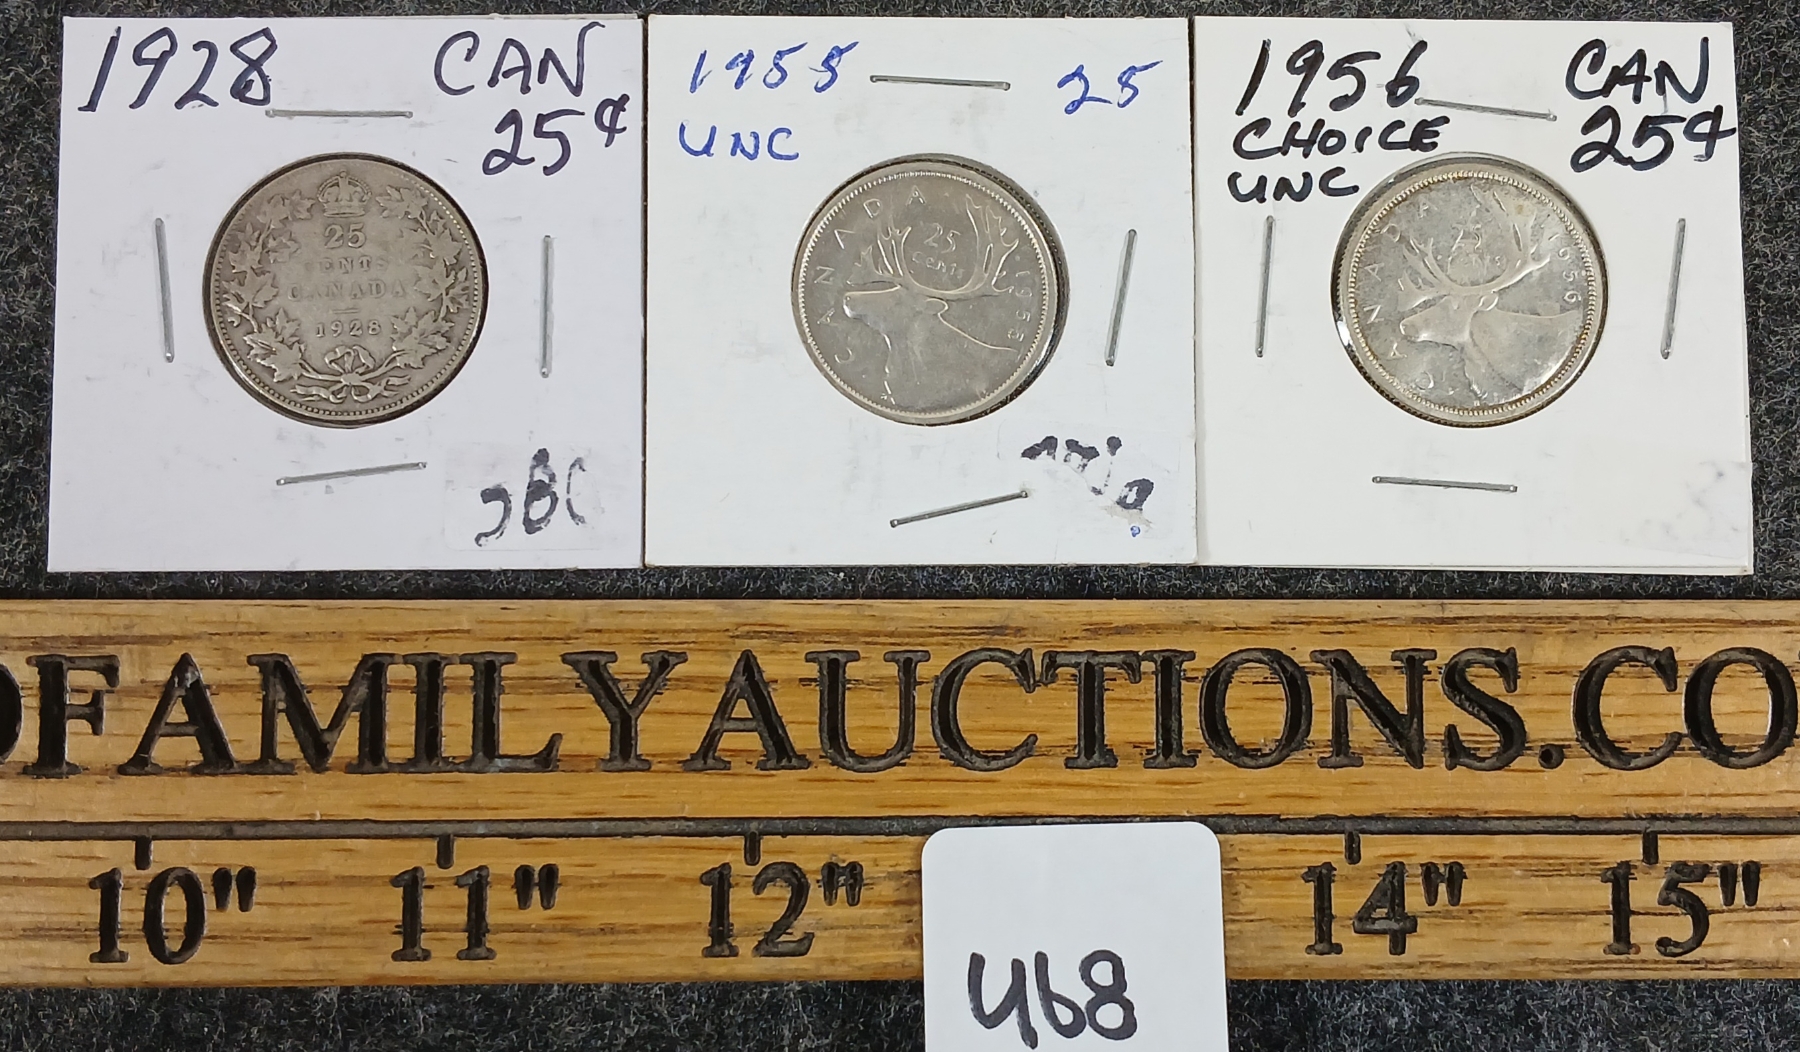 1928 CAN
25¢
25
CENTS
CANADA
1928
1955 25
UNC
CANADA
25
cents
1955
1956 CAN
CHOICE 25¢
UNC
CANADA
25
cents
1956
FAMILYAUCTIONS.CO
10" 11" 12" 14" 15"
468